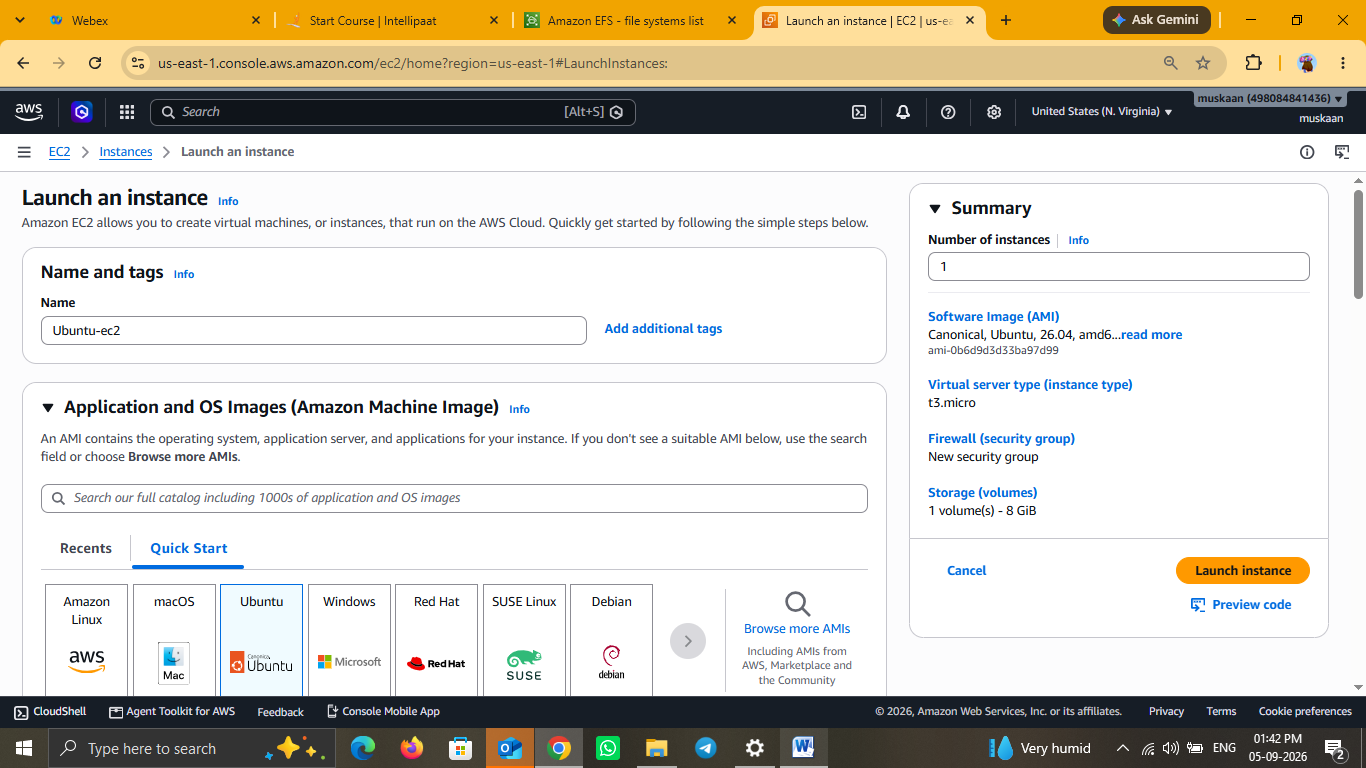 Webex
Start Course | Intellipaat
Amazon EFS - file systems list
Launch an instance | EC2 | us-ea
Ask Gemini
us-east-1.console.aws.amazon.com/ec2/home?region=us-east-1#LaunchInstances:
aws
Search
[Alt+S]
United States (N. Virginia)
muskaan (498084841436)
muskaan
EC2
Instances
Launch an instance
Launch an instance Info
Amazon EC2 allows you to create virtual machines, or instances, that run on the AWS Cloud. Quickly get started by following the simple steps below.
Name and tags Info
Name
Ubuntu-ec2
Add additional tags
Application and OS Images (Amazon Machine Image) Info
An AMI contains the operating system, application server, and applications for your instance. If you don't see a suitable AMI below, use the search
field or choose Browse more AMIs.
Search our full catalog including 1000s of application and OS images
Recents
Quick Start
Amazon
Linux
aws
macOS
Mac
Ubuntu
Canonical
Ubuntu
Windows
Microsoft
Red Hat
Red Hat
SUSE Linux
SUSE
Debian
debian
Browse more AMIs
Including AMIs from
AWS, Marketplace and
the Community
Summary
Number of instances Info
1
Software Image (AMI)
Canonical, Ubuntu, 26.04, amd6...read more
ami-0b6d9d3d33ba97d99
Virtual server type (instance type)
t3.micro
Firewall (security group)
New security group
Storage (volumes)
1 volume(s) - 8 GiB
Cancel
Launch instance
Preview code
CloudShell
Agent Toolkit for AWS
Feedback
Console Mobile App
© 2026, Amazon Web Services, Inc. or its affiliates.
Privacy
Terms
Cookie preferences
Type here to search
Very humid
ENG
01:42 PM
05-09-2026
2